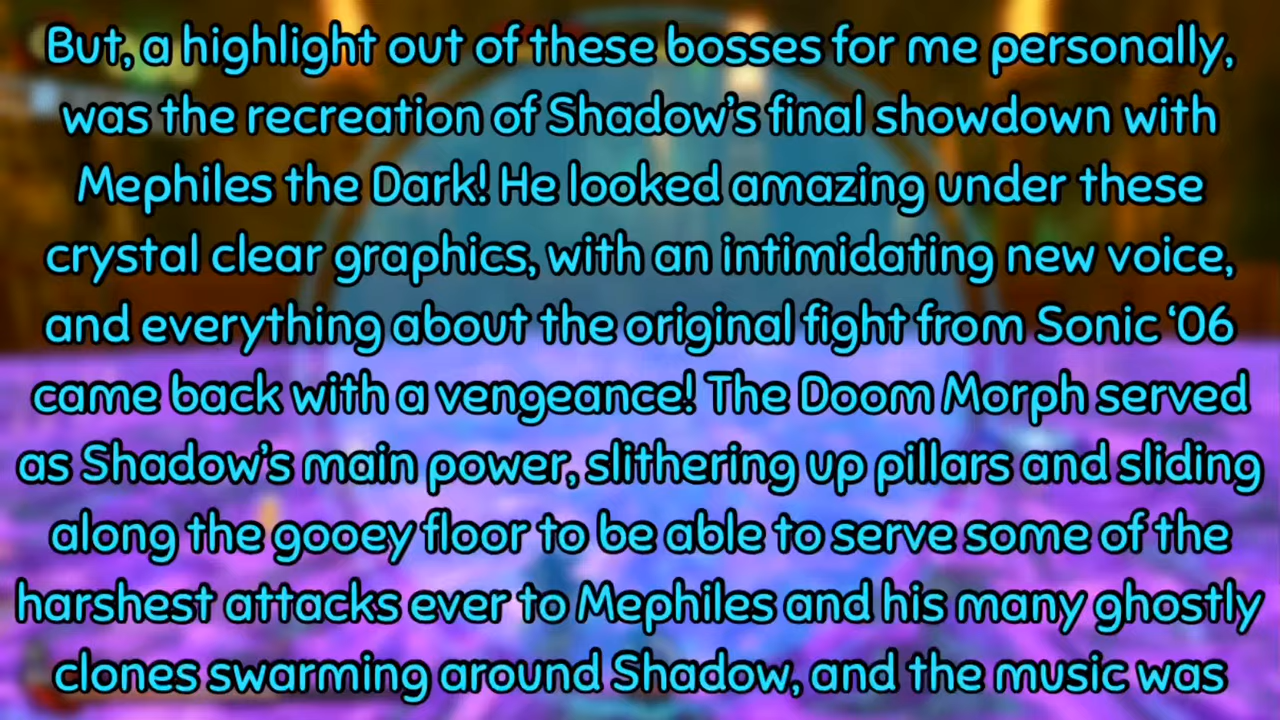 But, a highlight out of these bosses for me personally,
was the recreation of Shadow’s final showdown with
Mephiles the Dark! He looked amazing under these
crystal clear graphics, with an intimidating new voice,
and everything about the original fight from Sonic ‘06
came back with a vengeance! The Doom Morph served
as Shadow’s main power, slithering up pillars and sliding
along the gooey floor to be able to serve some of the
harshest attacks ever to Mephiles and his many ghostly
clones swarming around Shadow, and the music was